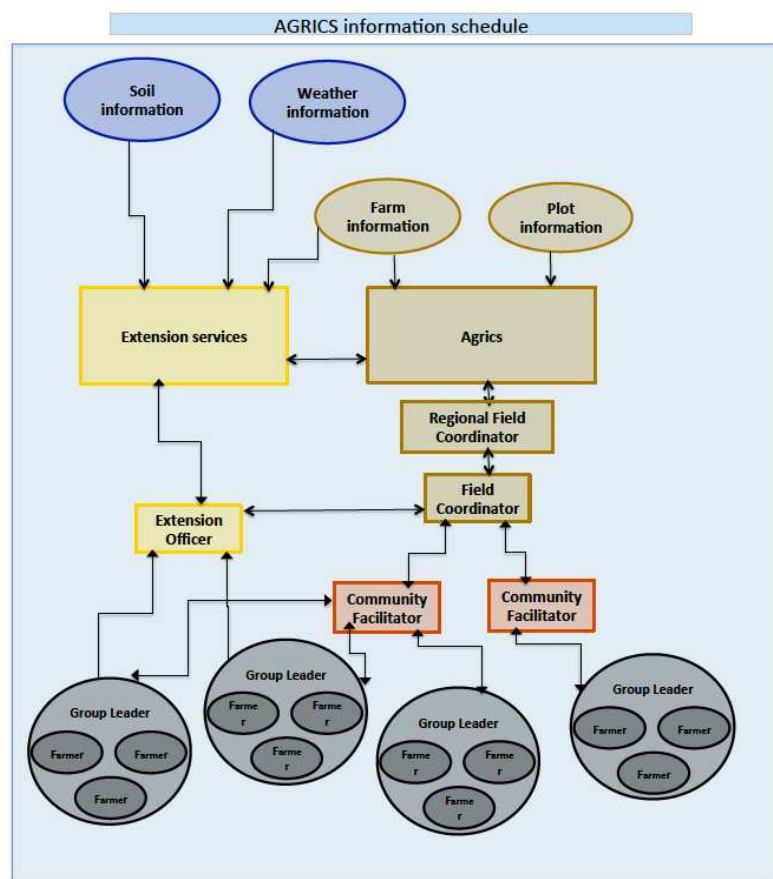 AGRICS information schedule
Soil
information
Weather
information
Farm
information
Plot
information
Extension services
Agrics
Regional Field
Coordinator
Field
Coordinator
Extension
Officer
Community
Facilitator
Community
Facilitator
Group Leader
Farme
r
Farme
r
Farme
r
Group Leader
Farmer
Farmer
Farmer
Group Leader
Farme
r
Farme
r
Farme
r
Group Leader
Farmer
Farmer
Farmer